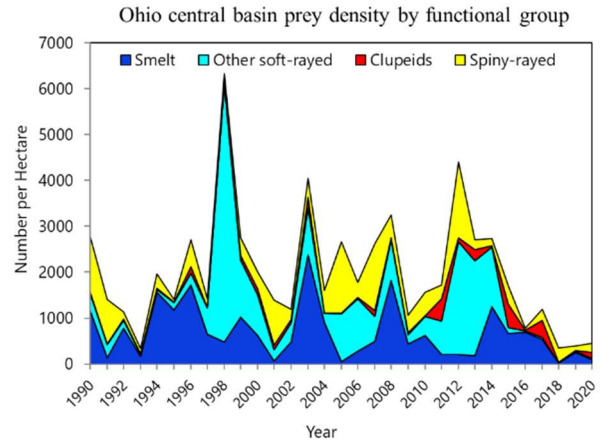 Ohio central basin prey density by functional group
7000
Smelt Other soft-rayed Clupeids Spiny-rayed
6000
5000
4000
3000
2000
1000
0
Number per Hectare
1990 1992 1994 1996 1998 2000 2002 2004 2006 2008 2010 2012 2014 2016 2018 2020
Year